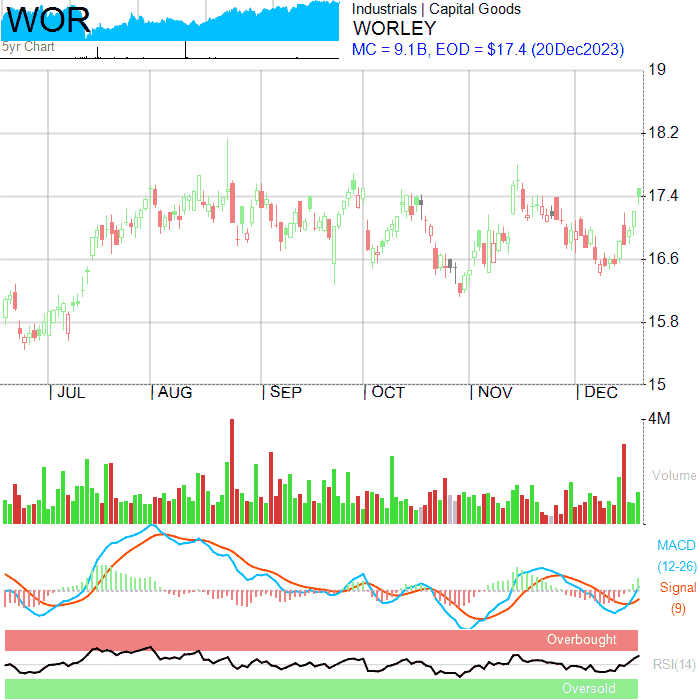 WOR
5yr Chart
Industrials | Capital Goods
WORLEY
MC = 9.1B, EOD = $17.4 (20Dec2023)
19
18.2
17.4
16.6
15.8
15
| JUL | AUG | SEP | OCT | NOV | DEC
4M
Volume
MACD
(12-26)
Signal
(9)
Overbought
RSI(14)
Oversold